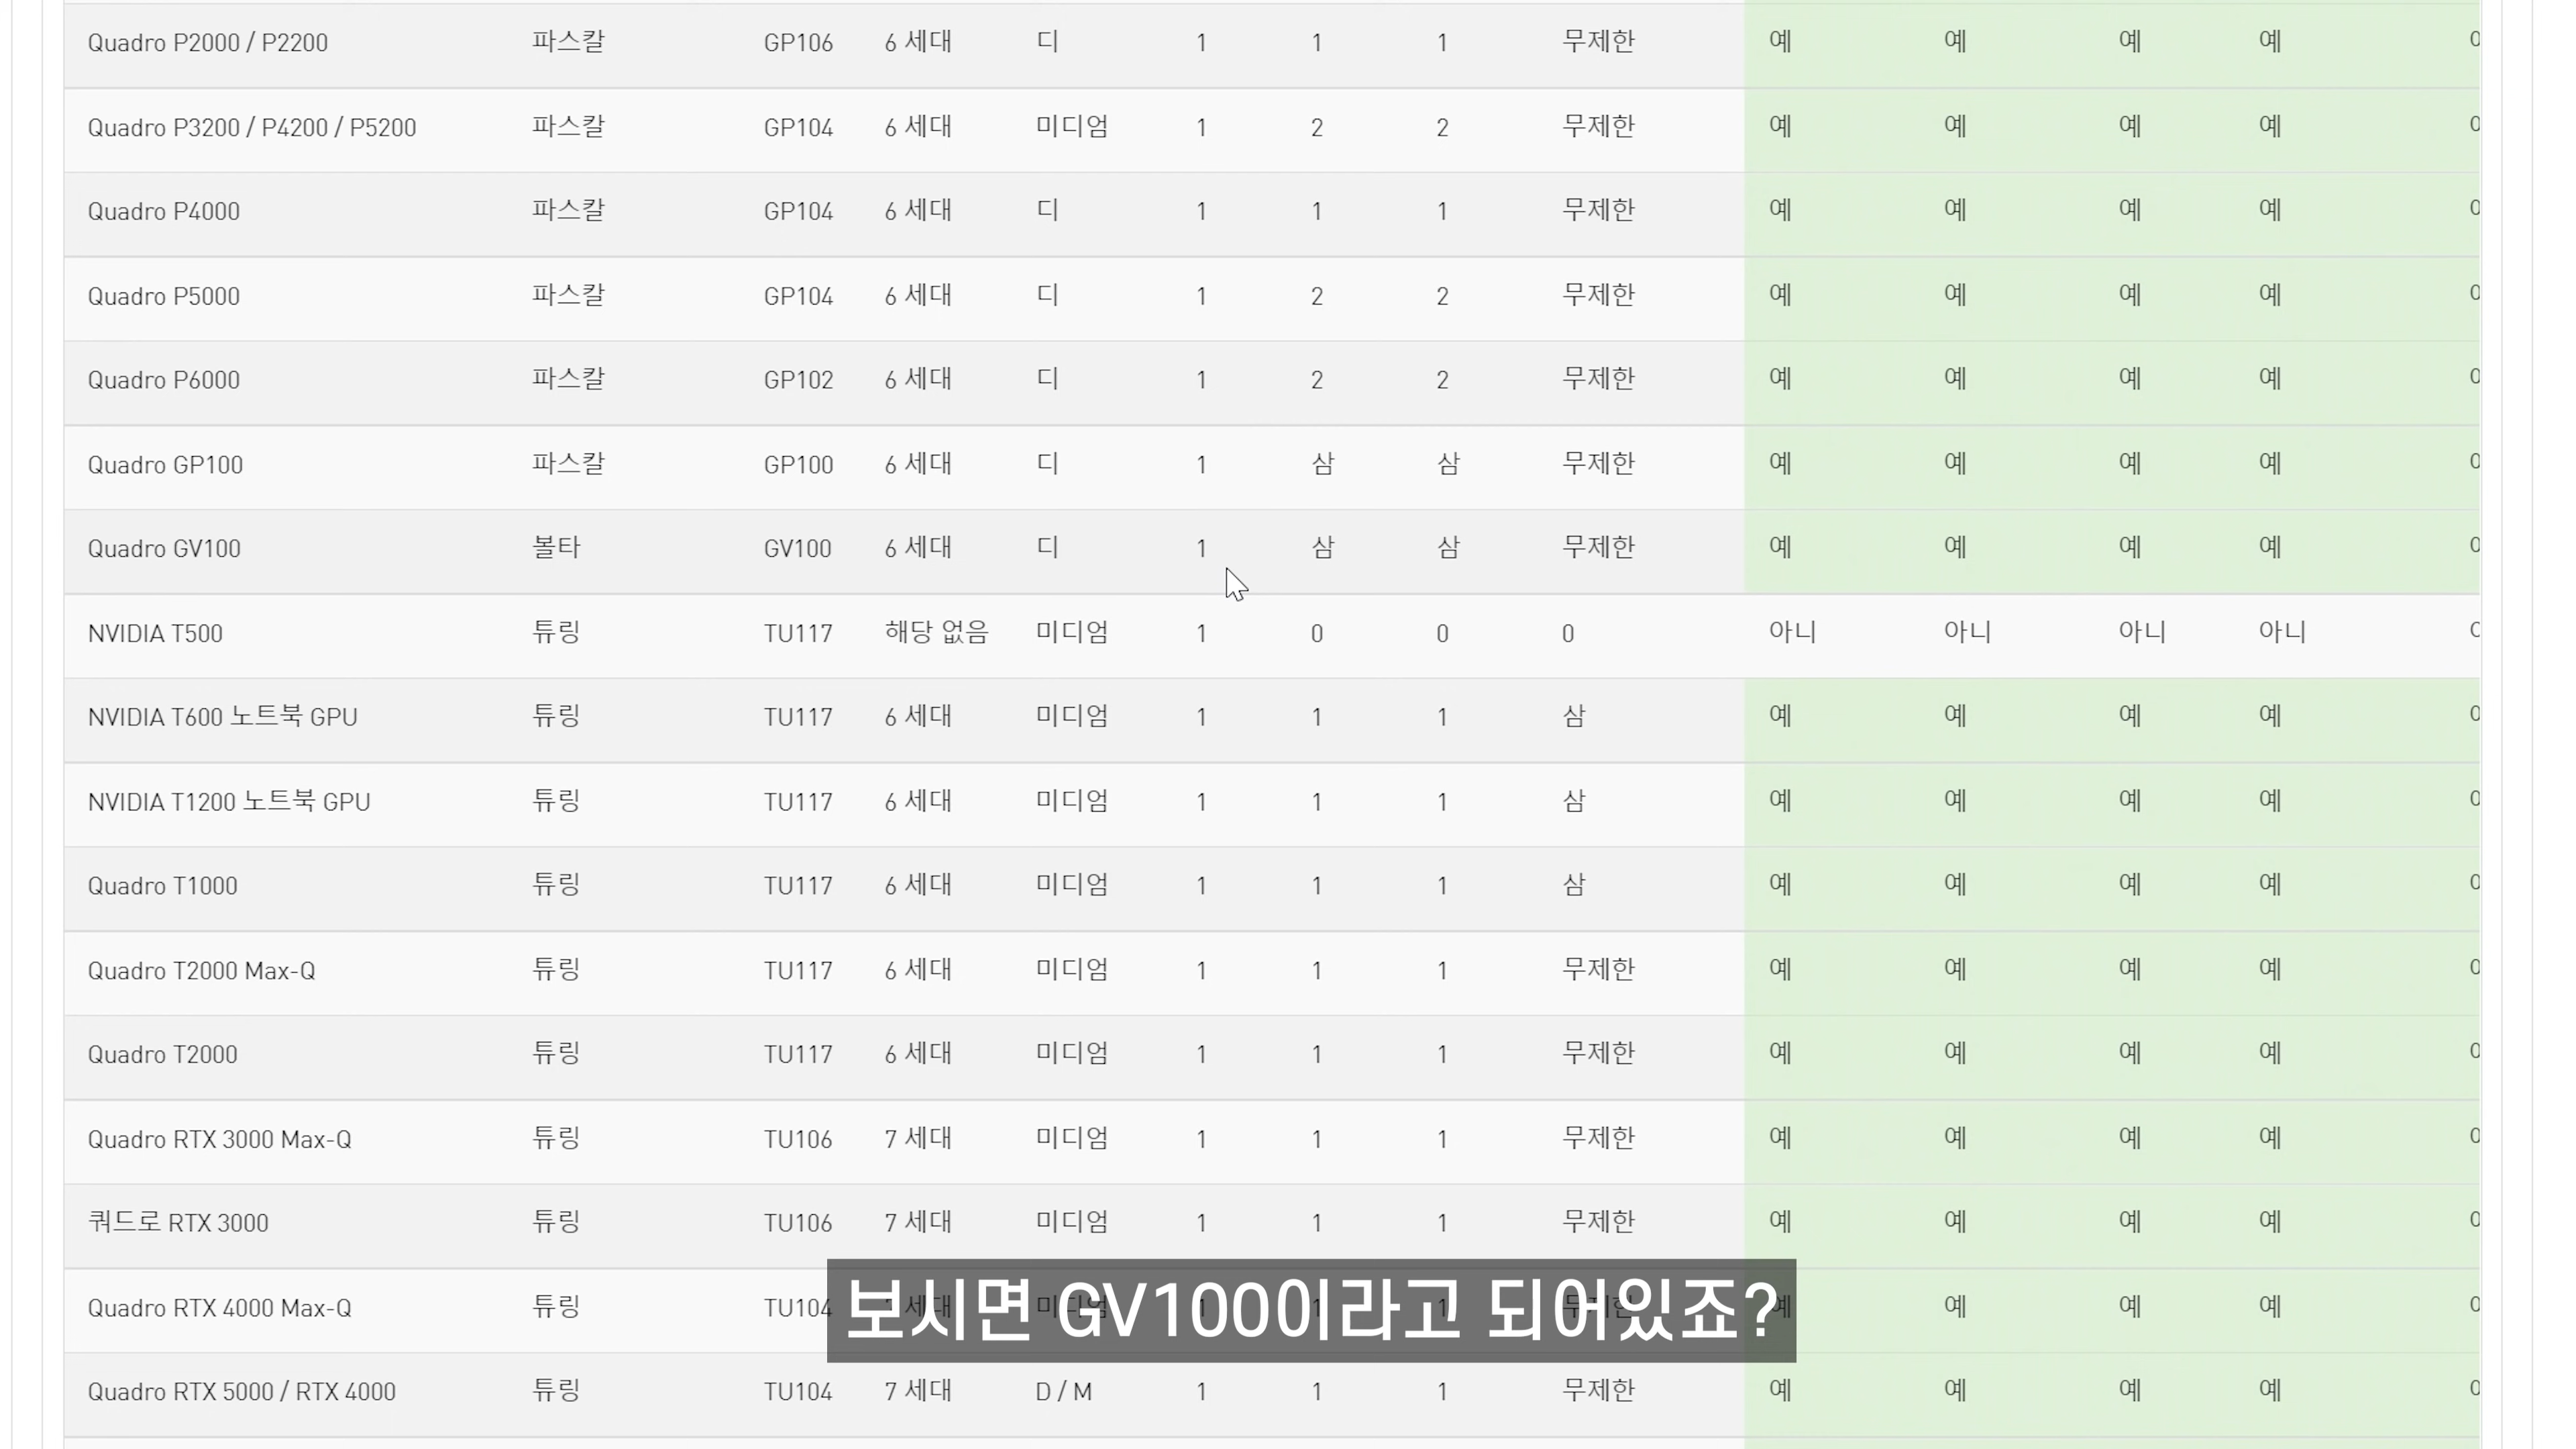 Quadro P2000 / P2200 파스칼 GP106 6 세대 디 1 1 1 무제한 예 예 예 예
Quadro P3200 / P4200 / P5200 파스칼 GP104 6 세대 미디엄 1 2 2 무제한 예 예 예 예
Quadro P4000 파스칼 GP104 6 세대 디 1 1 1 무제한 예 예 예 예
Quadro P5000 파스칼 GP104 6 세대 디 1 2 2 무제한 예 예 예 예
Quadro P6000 파스칼 GP102 6 세대 디 1 2 2 무제한 예 예 예 예
Quadro GP100 파스칼 GP100 6 세대 디 1 삼 삼 무제한 예 예 예 예
Quadro GV100 볼타 GV100 6 세대 디 1 삼 삼 무제한 예 예 예 예
NVIDIA T500 튜링 TU117 해당 없음 미디엄 1 0 0 0 아니 아니 아니 아니
NVIDIA T600 노트북 GPU 튜링 TU117 6 세대 미디엄 1 1 1 삼 예 예 예 예
NVIDIA T1200 노트북 GPU 튜링 TU117 6 세대 미디엄 1 1 1 삼 예 예 예 예
Quadro T1000 튜링 TU117 6 세대 미디엄 1 1 1 삼 예 예 예 예
Quadro T2000 Max-Q 튜링 TU117 6 세대 미디엄 1 1 1 무제한 예 예 예 예
Quadro T2000 튜링 TU117 6 세대 미디엄 1 1 1 무제한 예 예 예 예
Quadro RTX 3000 Max-Q 튜링 TU106 7 세대 미디엄 1 1 1 무제한 예 예 예 예
쿼드로 RTX 3000 튜링 TU106 7 세대 미디엄 1 1 1 무제한 예 예 예 예
Quadro RTX 4000 Max-Q 튜링 TU104 예 예 예 예
보시면 GV100이라고 되어있죠?
Quadro RTX 5000 / RTX 4000 튜링 TU104 7 세대 D / M 1 1 1 무제한 예 예 예 예